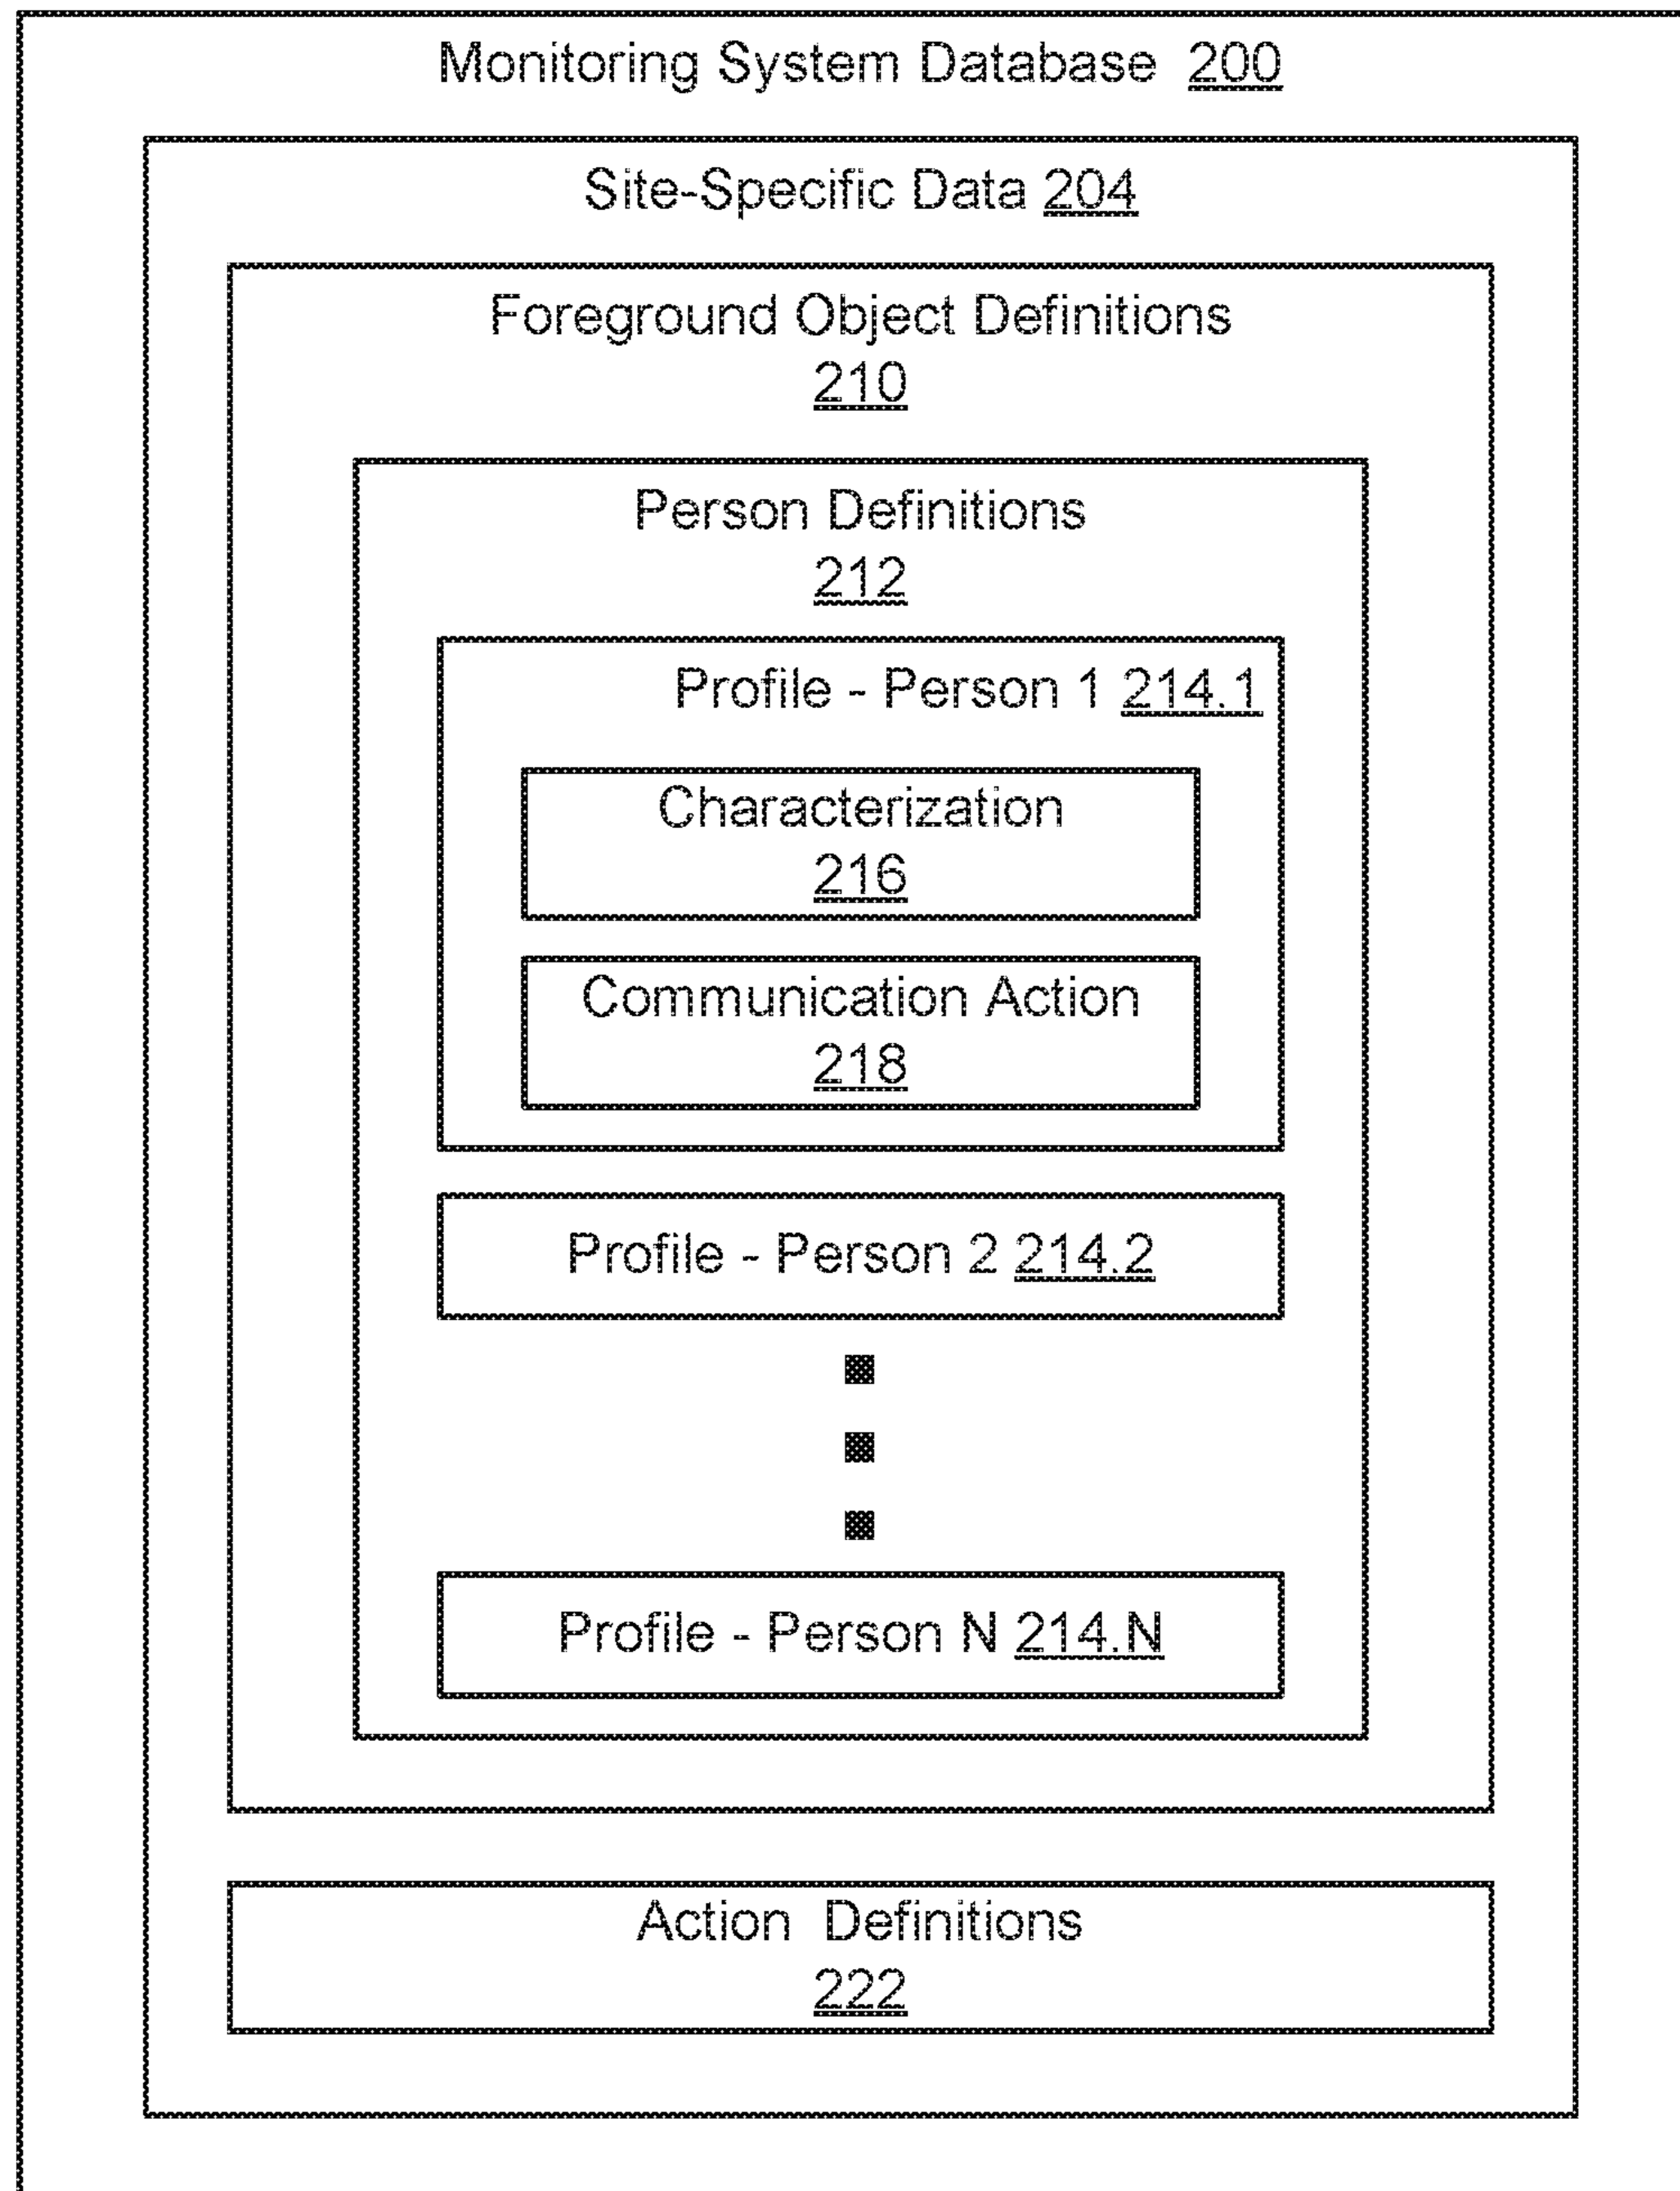 Monitoring System Database 200
Site-Specific Data 204
Foreground Object Definitions
210
Person Definitions
212
Profile - Person 1 214.1
Characterization
216
Communication Action
218
Profile - Person 2 214.2
Profile - Person N 214.N
Action Definitions
222